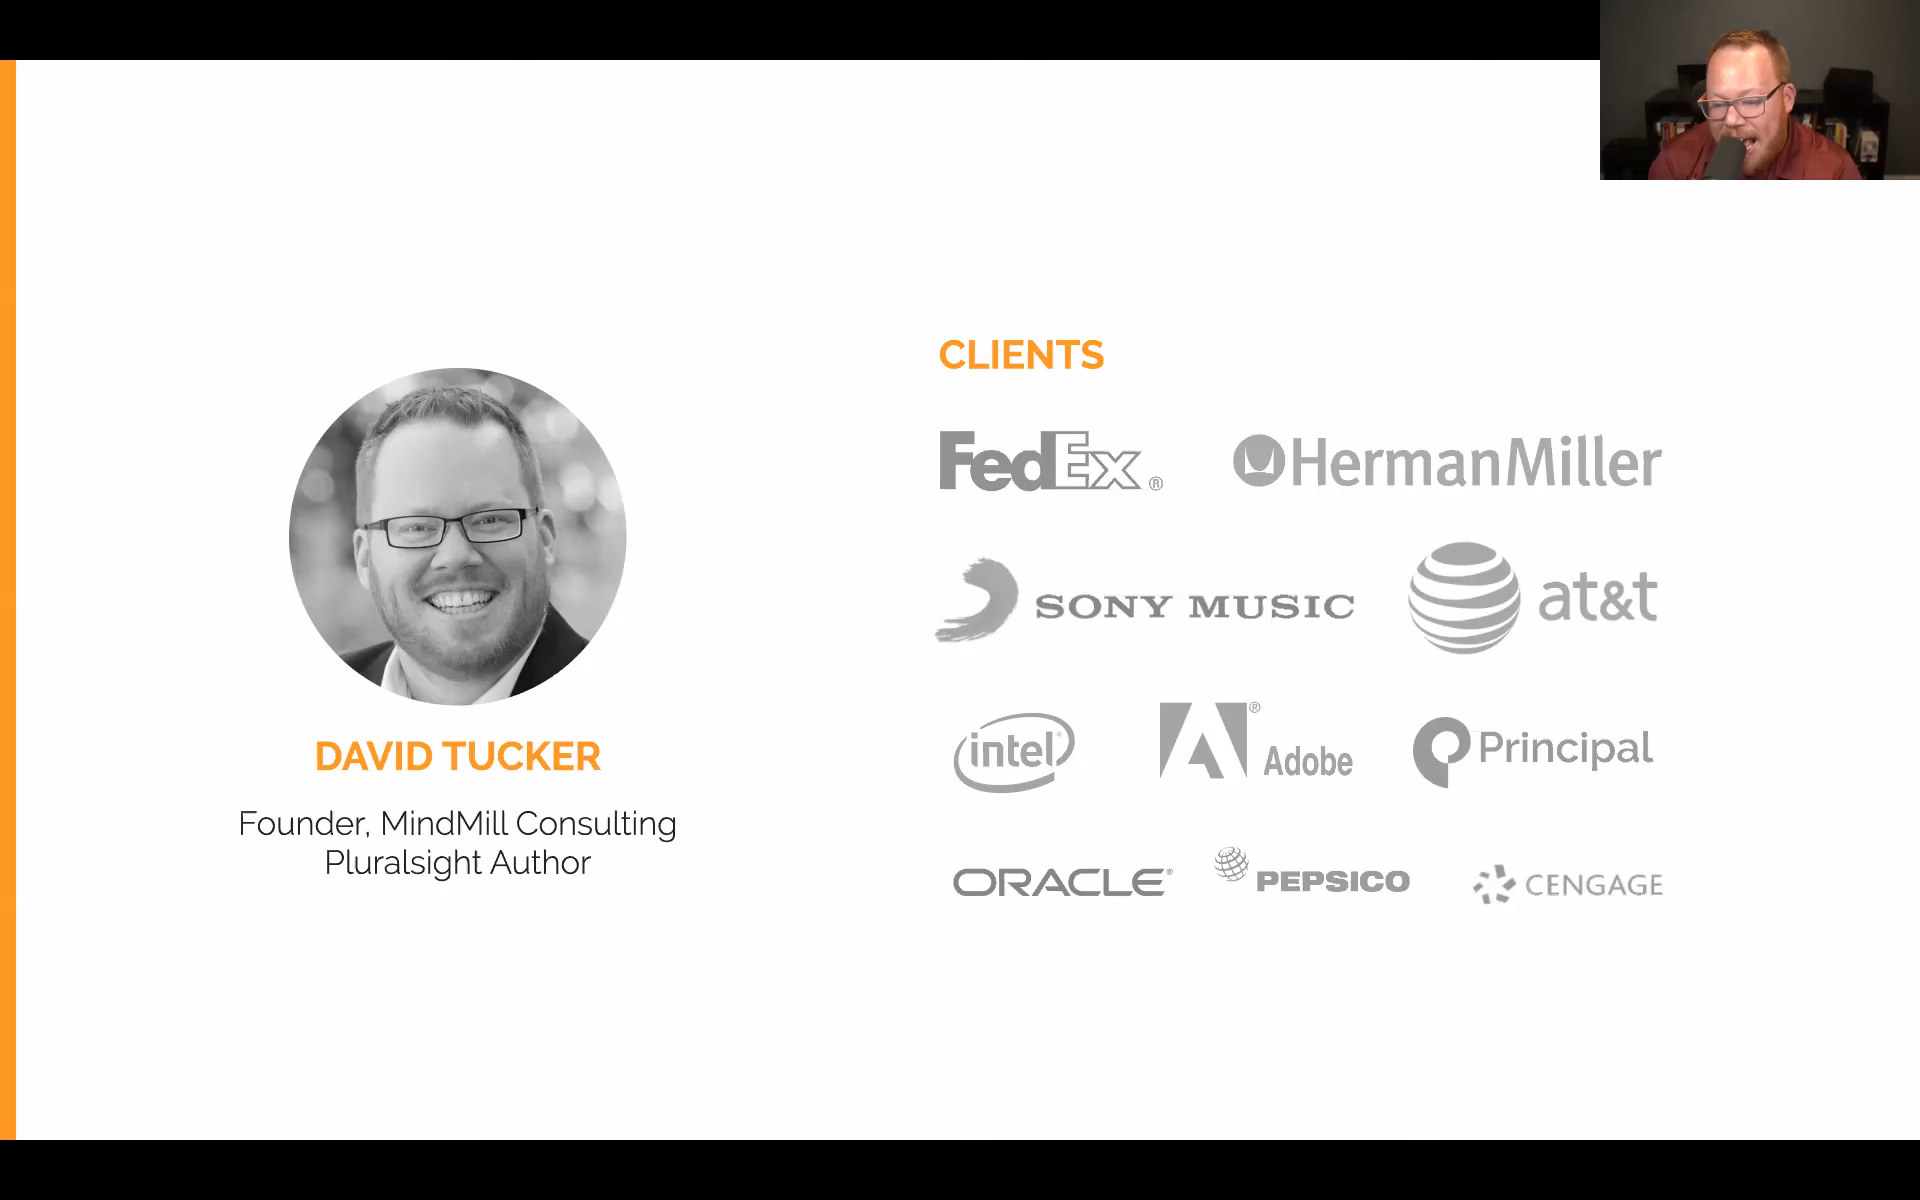 DAVID TUCKER
Founder, MindMill Consulting
Pluralsight Author
CLIENTS
FedEx®
HermanMiller
SONY MUSIC
at&t
intel®
Adobe®
Principal
ORACLE®
PEPSICO
CENGAGE